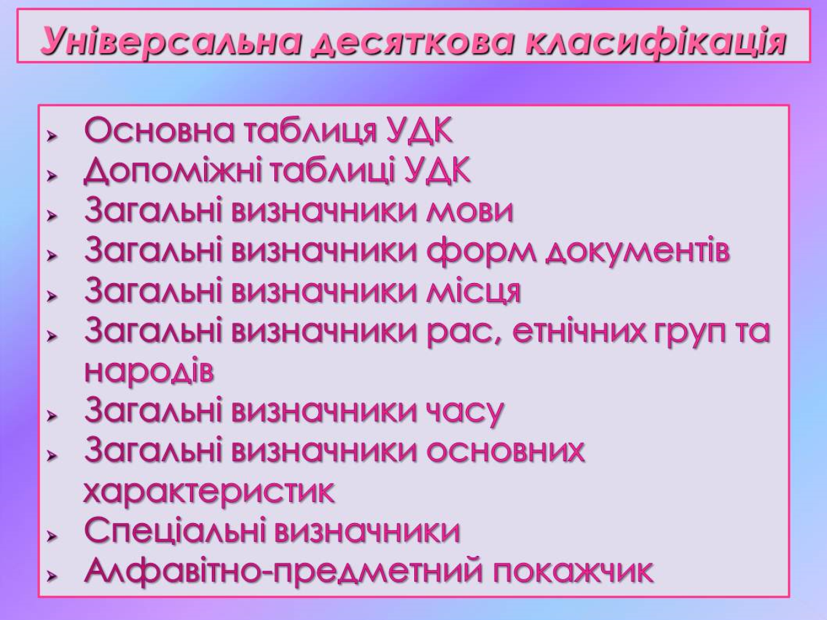 Універсальна десяткова класифікація
Основна таблиця УДК
Допоміжні таблиці УДК
Загальні визначники мови
Загальні визначники форм документів
Загальні визначники місця
Загальні визначники рас, етнічних груп та
народів
Загальні визначники часу
Загальні визначники основних
характеристик
Спеціальні визначники
Алфавітно-предметний покажчик